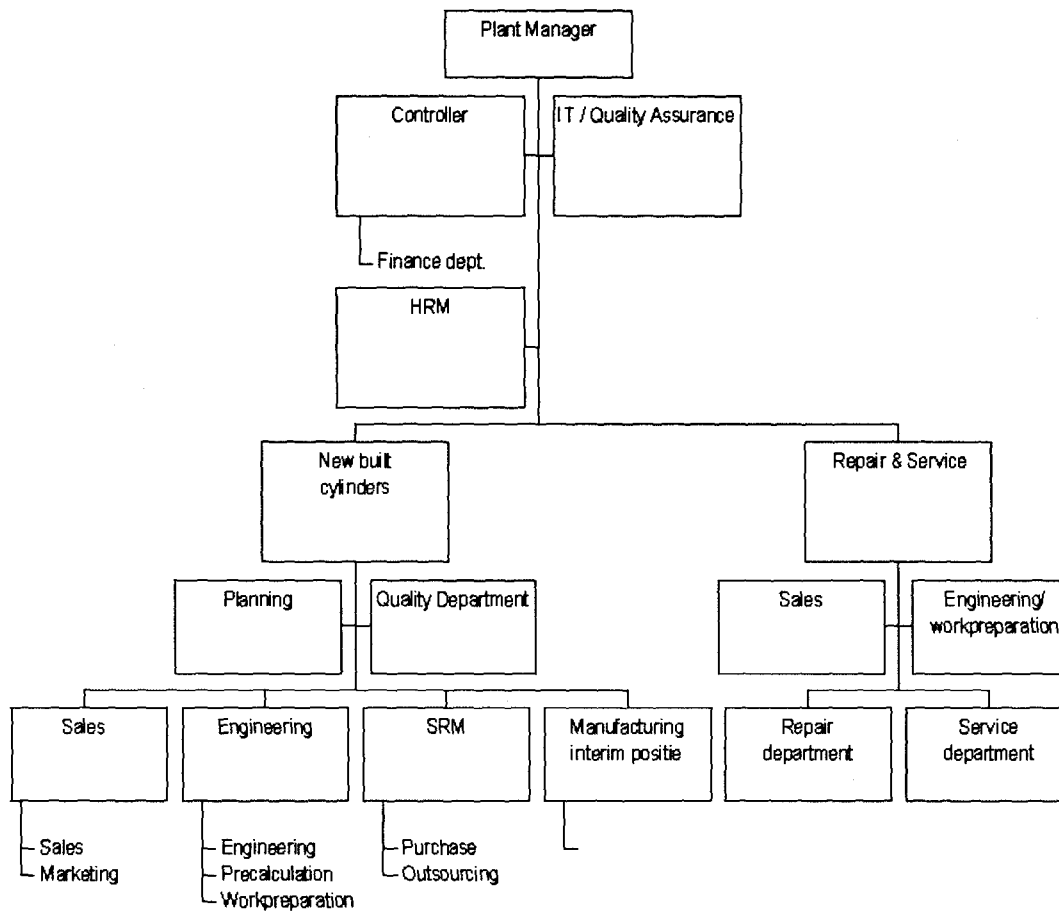 Plant Manager
Controller
IT / Quality Assurance
Finance dept.
HRM
New built
cylinders
Repair & Service
Planning
Quality Department
Sales
Engineering/
workpreparation
Sales
Engineering
SRM
Manufacturing
interim positie
Repair
department
Service
department
Sales
Marketing
Engineering
Precalculation
Workpreparation
Purchase
Outsourcing